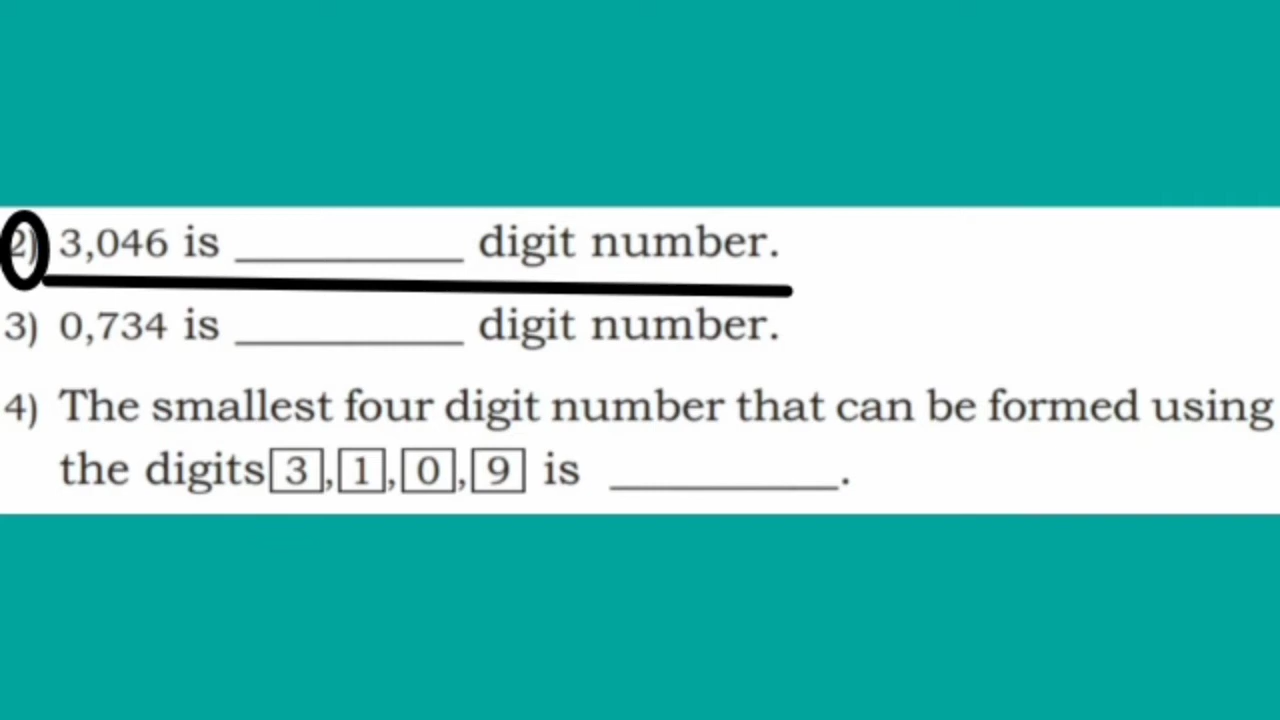 2) 3,046 is __________ digit number.
3) 0,734 is __________ digit number.
4) The smallest four digit number that can be formed using
the digits 3, 1, 0, 9 is __________.